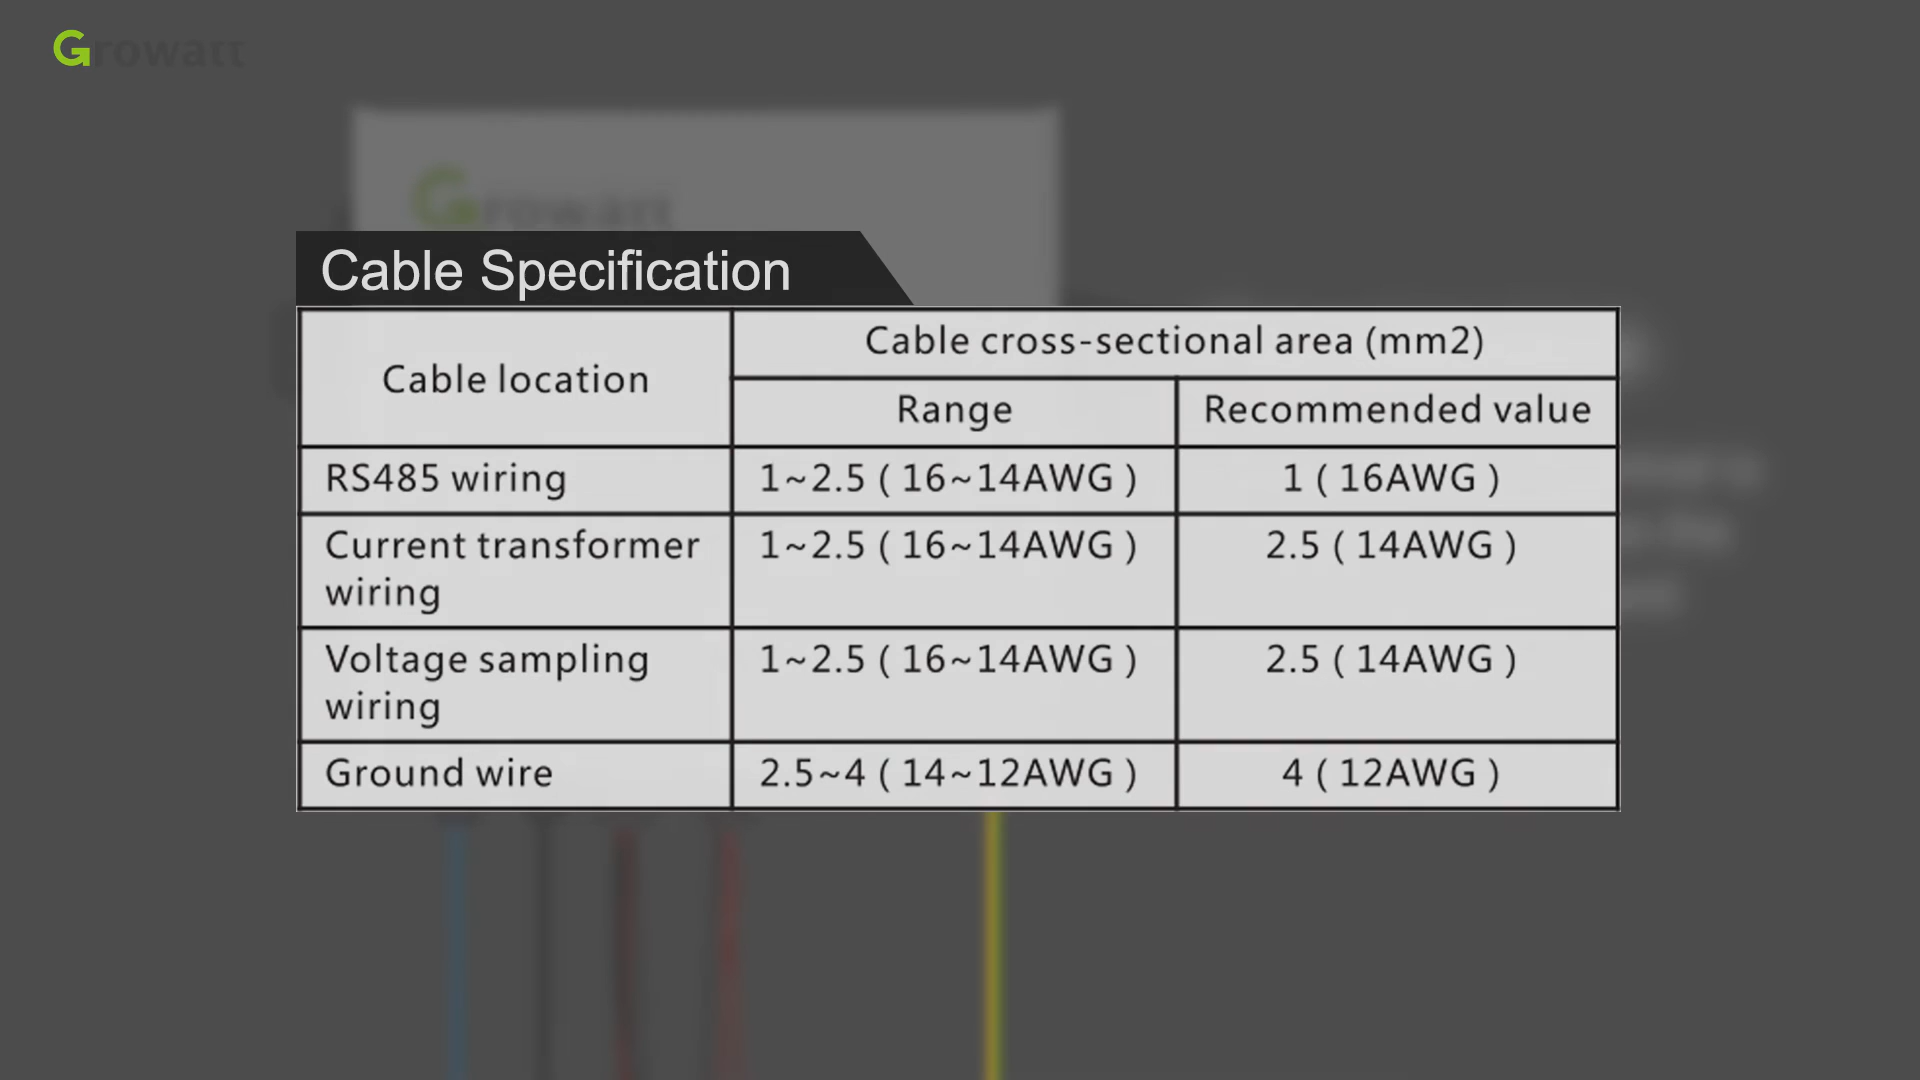 Growatt
Growatt
Cable Specification
Cable location
Cable cross-sectional area (mm2)
Range
Recommended value
RS485 wiring
1~2.5 ( 16~14AWG )
1 ( 16AWG )
Current transformer
wiring
1~2.5 ( 16~14AWG )
2.5 ( 14AWG )
Voltage sampling
wiring
1~2.5 ( 16~14AWG )
2.5 ( 14AWG )
Ground wire
2.5~4 ( 14~12AWG )
4 ( 12AWG )